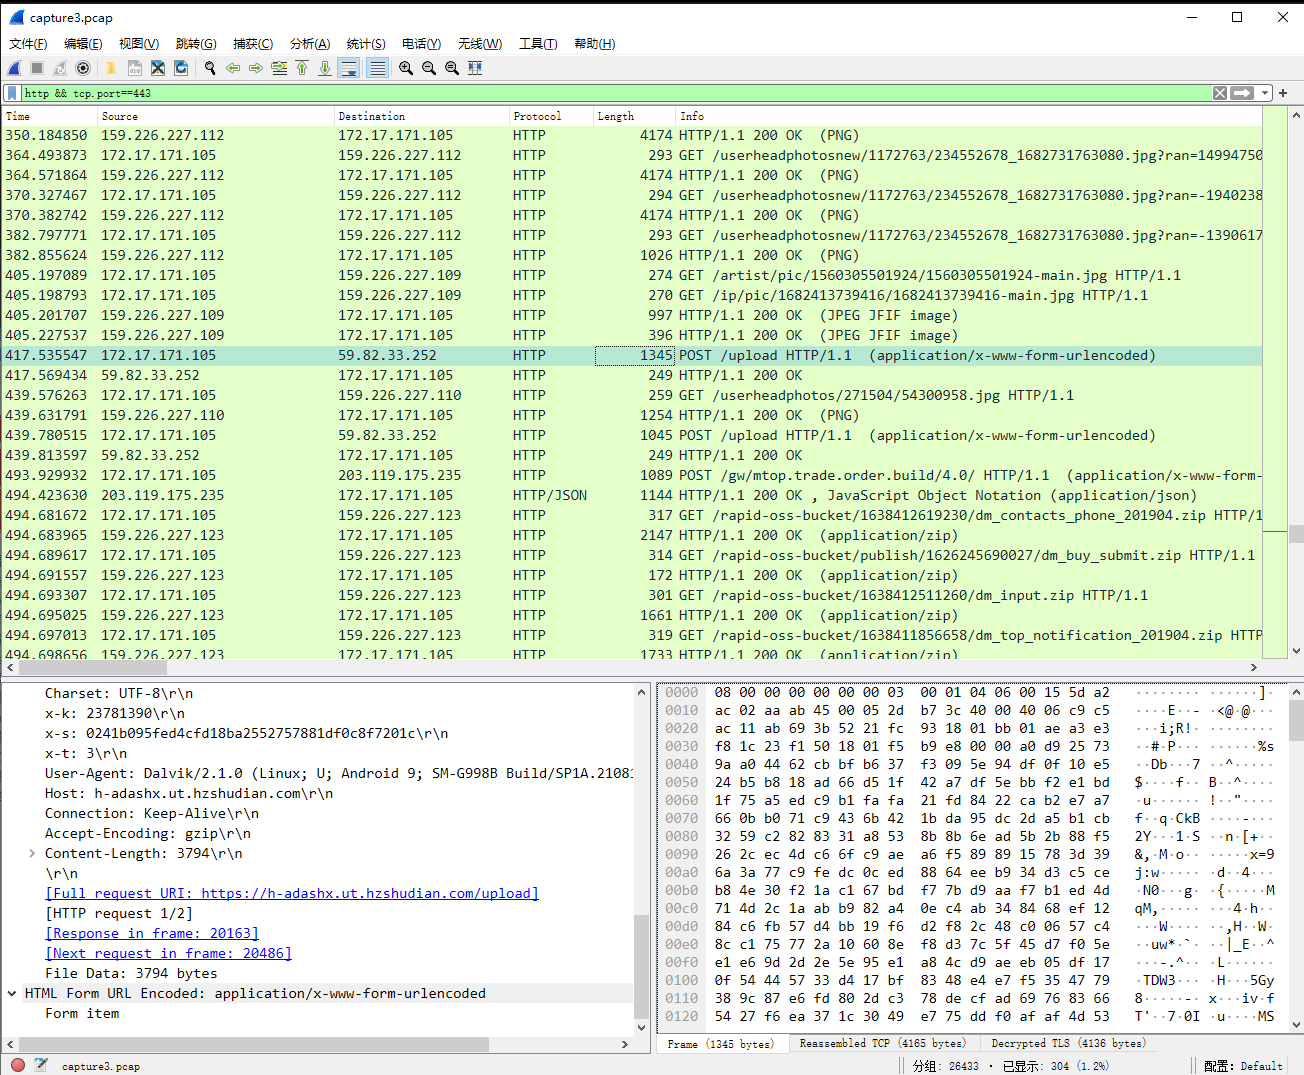 capture3.pcap
文件(F) 编辑(E) 视图(V) 跳转(G) 捕获(C) 分析(A) 统计(S) 电话(Y) 无线(W) 工具(T) 帮助(H)
http && tcp.port==443
Time Source Destination Protocol Length Info
350.184850 159.226.227.112 172.17.171.105 HTTP 4174 HTTP/1.1 200 OK (PNG)
364.493873 172.17.171.105 159.226.227.112 HTTP 293 GET /userheadphotosnew/1172763/234552678_1682731763080.jpg?ran=14994750
364.571864 159.226.227.112 172.17.171.105 HTTP 4174 HTTP/1.1 200 OK (PNG)
370.327467 172.17.171.105 159.226.227.112 HTTP 294 GET /userheadphotosnew/1172763/234552678_1682731763080.jpg?ran=-1940238
370.382742 159.226.227.112 172.17.171.105 HTTP 4174 HTTP/1.1 200 OK (PNG)
382.797771 172.17.171.105 159.226.227.112 HTTP 293 GET /userheadphotosnew/1172763/234552678_1682731763080.jpg?ran=-1390617
382.855624 159.226.227.112 172.17.171.105 HTTP 1026 HTTP/1.1 200 OK (PNG)
405.197089 172.17.171.105 159.226.227.109 HTTP 274 GET /artist/pic/1560305501924/1560305501924-main.jpg HTTP/1.1
405.198793 172.17.171.105 159.226.227.109 HTTP 270 GET /ip/pic/1682413739416/1682413739416-main.jpg HTTP/1.1
405.201707 159.226.227.109 172.17.171.105 HTTP 997 HTTP/1.1 200 OK (JPEG JFIF image)
405.227537 159.226.227.109 172.17.171.105 HTTP 396 HTTP/1.1 200 OK (JPEG JFIF image)
417.535547 172.17.171.105 59.82.33.252 HTTP 1345 POST /upload HTTP/1.1 (application/x-www-form-urlencoded)
417.569434 59.82.33.252 172.17.171.105 HTTP 249 HTTP/1.1 200 OK
439.576263 172.17.171.105 159.226.227.110 HTTP 259 GET /userheadphotos/271504/54300958.jpg HTTP/1.1
439.631791 159.226.227.110 172.17.171.105 HTTP 1254 HTTP/1.1 200 OK (PNG)
439.780515 172.17.171.105 59.82.33.252 HTTP 1045 POST /upload HTTP/1.1 (application/x-www-form-urlencoded)
439.813597 59.82.33.252 172.17.171.105 HTTP 249 HTTP/1.1 200 OK
493.929932 172.17.171.105 203.119.175.235 HTTP 1089 POST /gw/mtop.trade.order.build/4.0/ HTTP/1.1 (application/x-www-form-
494.423630 203.119.175.235 172.17.171.105 HTTP/JSON 1144 HTTP/1.1 200 OK , JavaScript Object Notation (application/json)
494.681672 172.17.171.105 159.226.227.123 HTTP 317 GET /rapid-oss-bucket/1638412619230/dm_contacts_phone_201904.zip HTTP/1
494.683965 159.226.227.123 172.17.171.105 HTTP 2147 HTTP/1.1 200 OK (application/zip)
494.689617 172.17.171.105 159.226.227.123 HTTP 314 GET /rapid-oss-bucket/publish/1626245690027/dm_buy_submit.zip HTTP/1.1
494.691557 159.226.227.123 172.17.171.105 HTTP 172 HTTP/1.1 200 OK (application/zip)
494.693307 172.17.171.105 159.226.227.123 HTTP 301 GET /rapid-oss-bucket/1638412511260/dm_input.zip HTTP/1.1
494.695025 159.226.227.123 172.17.171.105 HTTP 1661 HTTP/1.1 200 OK (application/zip)
494.697013 172.17.171.105 159.226.227.123 HTTP 319 GET /rapid-oss-bucket/1638411856658/dm_top_notification_201904.zip HTTP
494.698656 159.226.227.123 172.17.171.105 HTTP 1733 HTTP/1.1 200 OK (application/zip)
Charset: UTF-8\r\n
x-k: 23781390\r\n
x-s: 0241b095fed4cfd18ba2552757881df0c8f7201c\r\n
x-t: 3\r\n
User-Agent: Dalvik/2.1.0 (Linux; U; Android 9; SM-G998B Build/SP1A.2108
Host: h-adashx.ut.hzshudian.com\r\n
Connection: Keep-Alive\r\n
Accept-Encoding: gzip\r\n
Content-Length: 3794\r\n
\r\n
[Full request URI: https://h-adashx.ut.hzshudian.com/upload]
[HTTP request 1/2]
[Response in frame: 20163]
[Next request in frame: 20486]
File Data: 3794 bytes
HTML Form URL Encoded: application/x-www-form-urlencoded
Form item
0000 08 00 00 00 00 00 00 03 00 01 04 06 00 15 5d a2 ········ ······]·
0010 ac 02 aa ab 45 00 05 2d b7 3c 40 00 40 06 c9 c5 ····E··- ·<@·@···
0020 ac 11 ab 69 3b 52 21 fc 93 18 01 bb 01 ae a3 e3 ···i;R!· ········
0030 f8 1c 23 f1 50 18 01 f5 b9 e8 00 00 a0 d9 25 73 ··#·P··· ······%s
0040 9a a0 44 62 cb bf b6 37 f3 09 5e 94 df 0f 10 e5 ··Db···7 ··^·····
0050 24 b5 b8 18 ad 66 d5 1f 42 a7 df 5e bb f2 e1 bd $····f·· B··^····
0060 1f 75 a5 ed c9 b1 fa fa 21 fd 84 22 ca b2 e7 a7 ·u······ !··"····
0070 66 0b b0 71 c9 43 6b 42 1b da 95 dc 2d a5 b1 cb f··q·CkB ····-···
0080 32 59 c2 82 83 31 a8 53 8b 8b 6e ad 5b 2b 88 f5 2Y···1·S ··n·[+··
0090 26 2c ec 4d c6 6f c9 ae a6 f5 89 89 15 78 3d 39 &,·M·o·· ·····x=9
00a0 6a 3a 77 c9 fe dc 0c ed 88 64 ee b9 34 d3 c5 ce j:w····· ·d··4···
00b0 b8 4e 30 f2 1a c1 67 bd f7 7b d9 aa f7 b1 ed 4d ·N0···g· ·{·····M
00c0 71 4d 2c 1a ab b9 82 a4 0e c4 ab 34 84 68 ef 12 qM,····· ···4·h··
00d0 84 c6 fb 57 d4 bb 19 f6 d2 f8 2c 48 c0 06 57 c4 ···W···· ··,H··W·
00e0 8c c1 75 77 2a 10 60 8e f8 d3 7c 5f 45 d7 f0 5e ··uw*·`· ··|_E··^
00f0 e1 e6 9d 2d 2e 5e 95 e1 a8 4c d9 ae eb 05 df 17 ···-.^·· ·L······
0100 0f 54 44 57 33 d4 17 bf 83 48 e4 e7 f5 35 47 79 ·TDW3··· ·H···5Gy
0110 38 9c 87 e6 fd 80 2d c3 78 de cf ad 69 76 83 66 8·····-· x···iv·f
0120 54 27 f6 ea 37 1c 30 49 e7 75 dd f0 af af 4d 53 T'··7·0I ·u····MS
Frame (1345 bytes) Reassembled TCP (4165 bytes) Decrypted TLS (4136 bytes)
capture3.pcap 分组: 26433 · 已显示: 304 (1.2%) 配置: Default